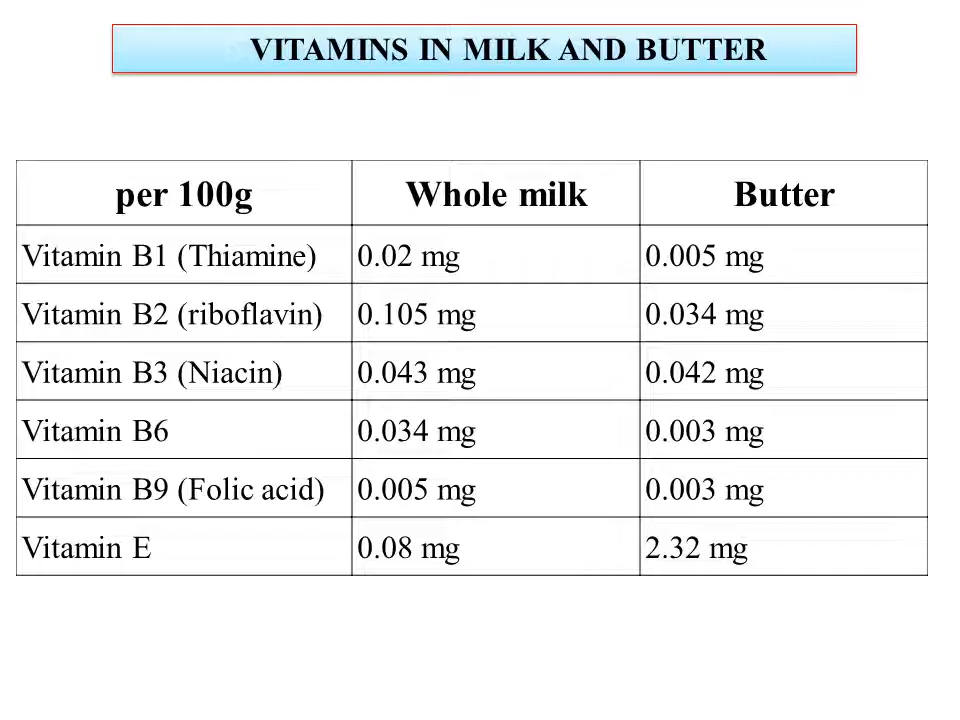 VITAMINS IN MILK AND BUTTER
per 100g Whole milk Butter
Vitamin B1 (Thiamine) 0.02 mg 0.005 mg
Vitamin B2 (riboflavin) 0.105 mg 0.034 mg
Vitamin B3 (Niacin) 0.043 mg 0.042 mg
Vitamin B6 0.034 mg 0.003 mg
Vitamin B9 (Folic acid) 0.005 mg 0.003 mg
Vitamin E 0.08 mg 2.32 mg